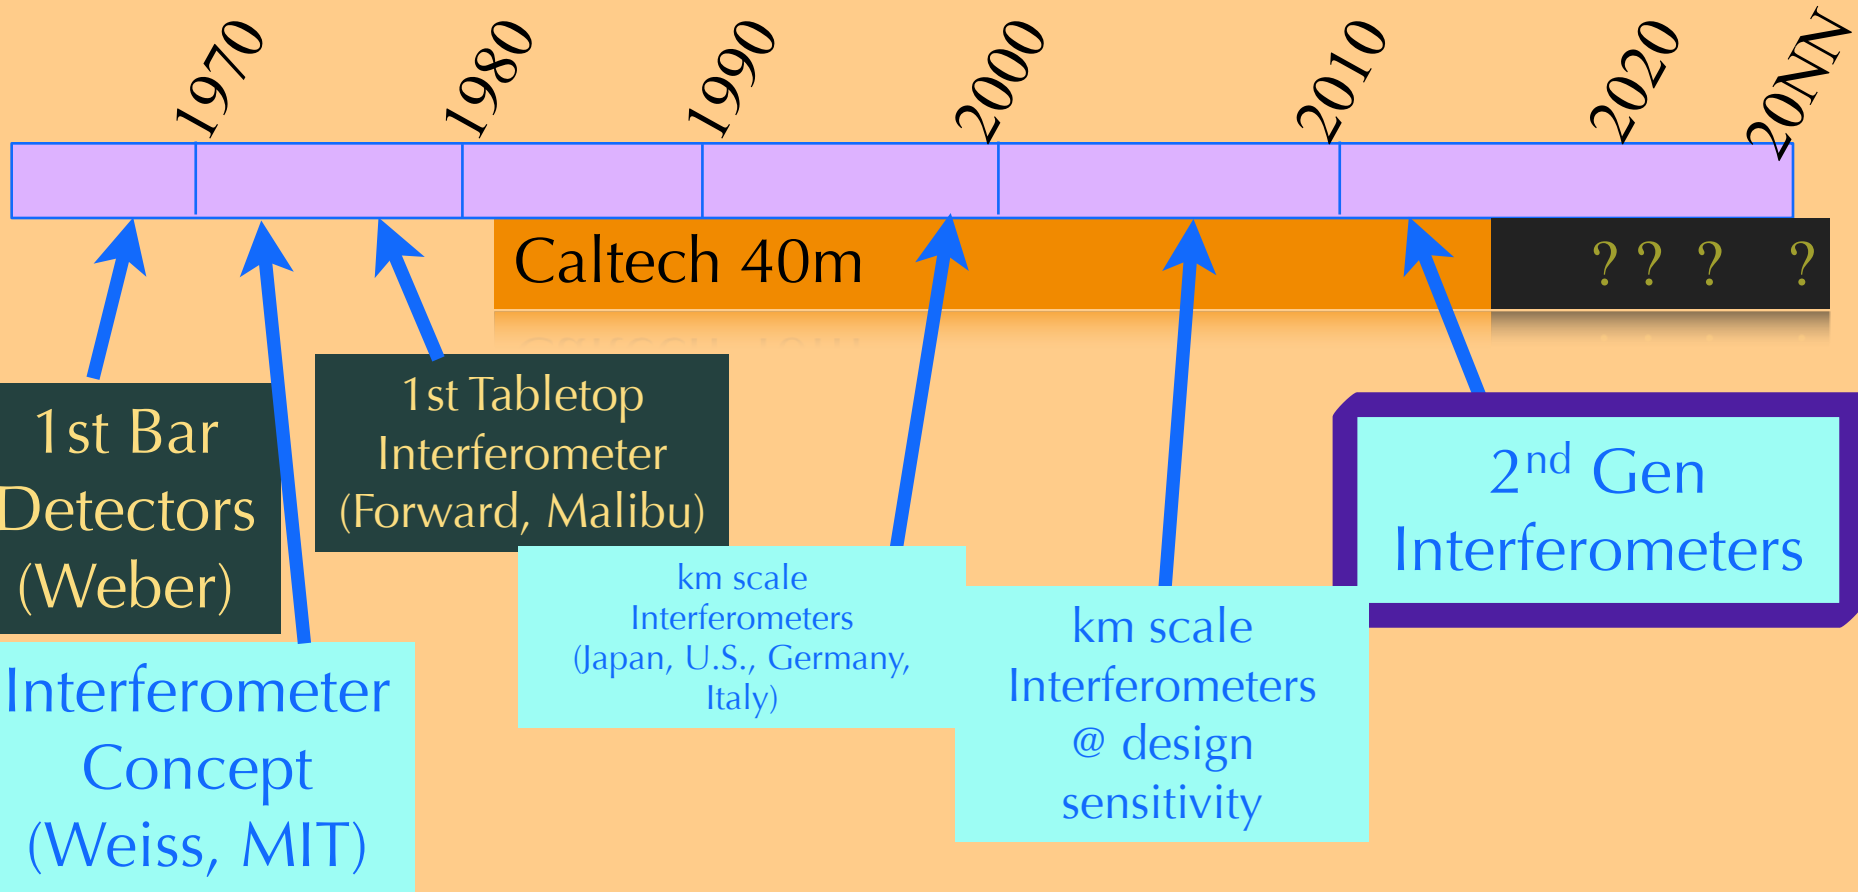 1970
1980
1990
2000
2010
2020
20NN
Caltech 40m
? ? ? ?
1st Bar
Detectors
(Weber)
1st Tabletop
Interferometer
(Forward, Malibu)
2nd Gen
Interferometers
km scale
Interferometers
(Japan, U.S., Germany,
Italy)
km scale
Interferometers
@ design
sensitivity
Interferometer
Concept
(Weiss, MIT)